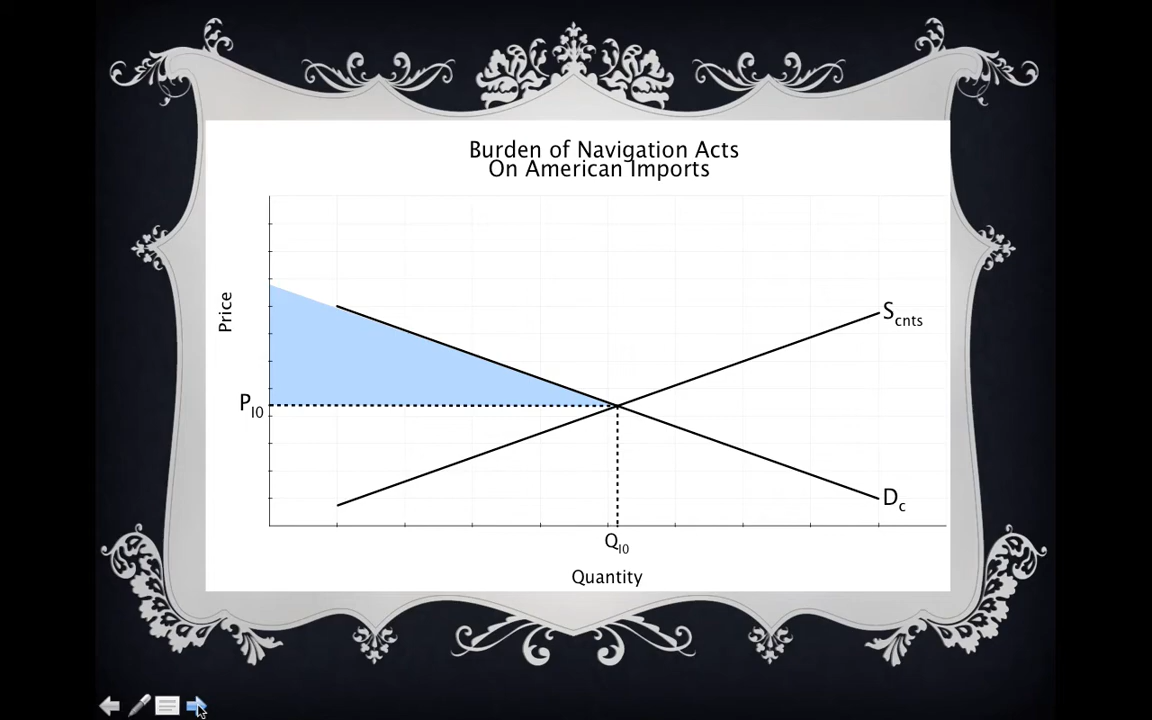 Burden of Navigation Acts
On American Imports
Price
S_cnts
P_I0
D_c
Q_I0
Quantity